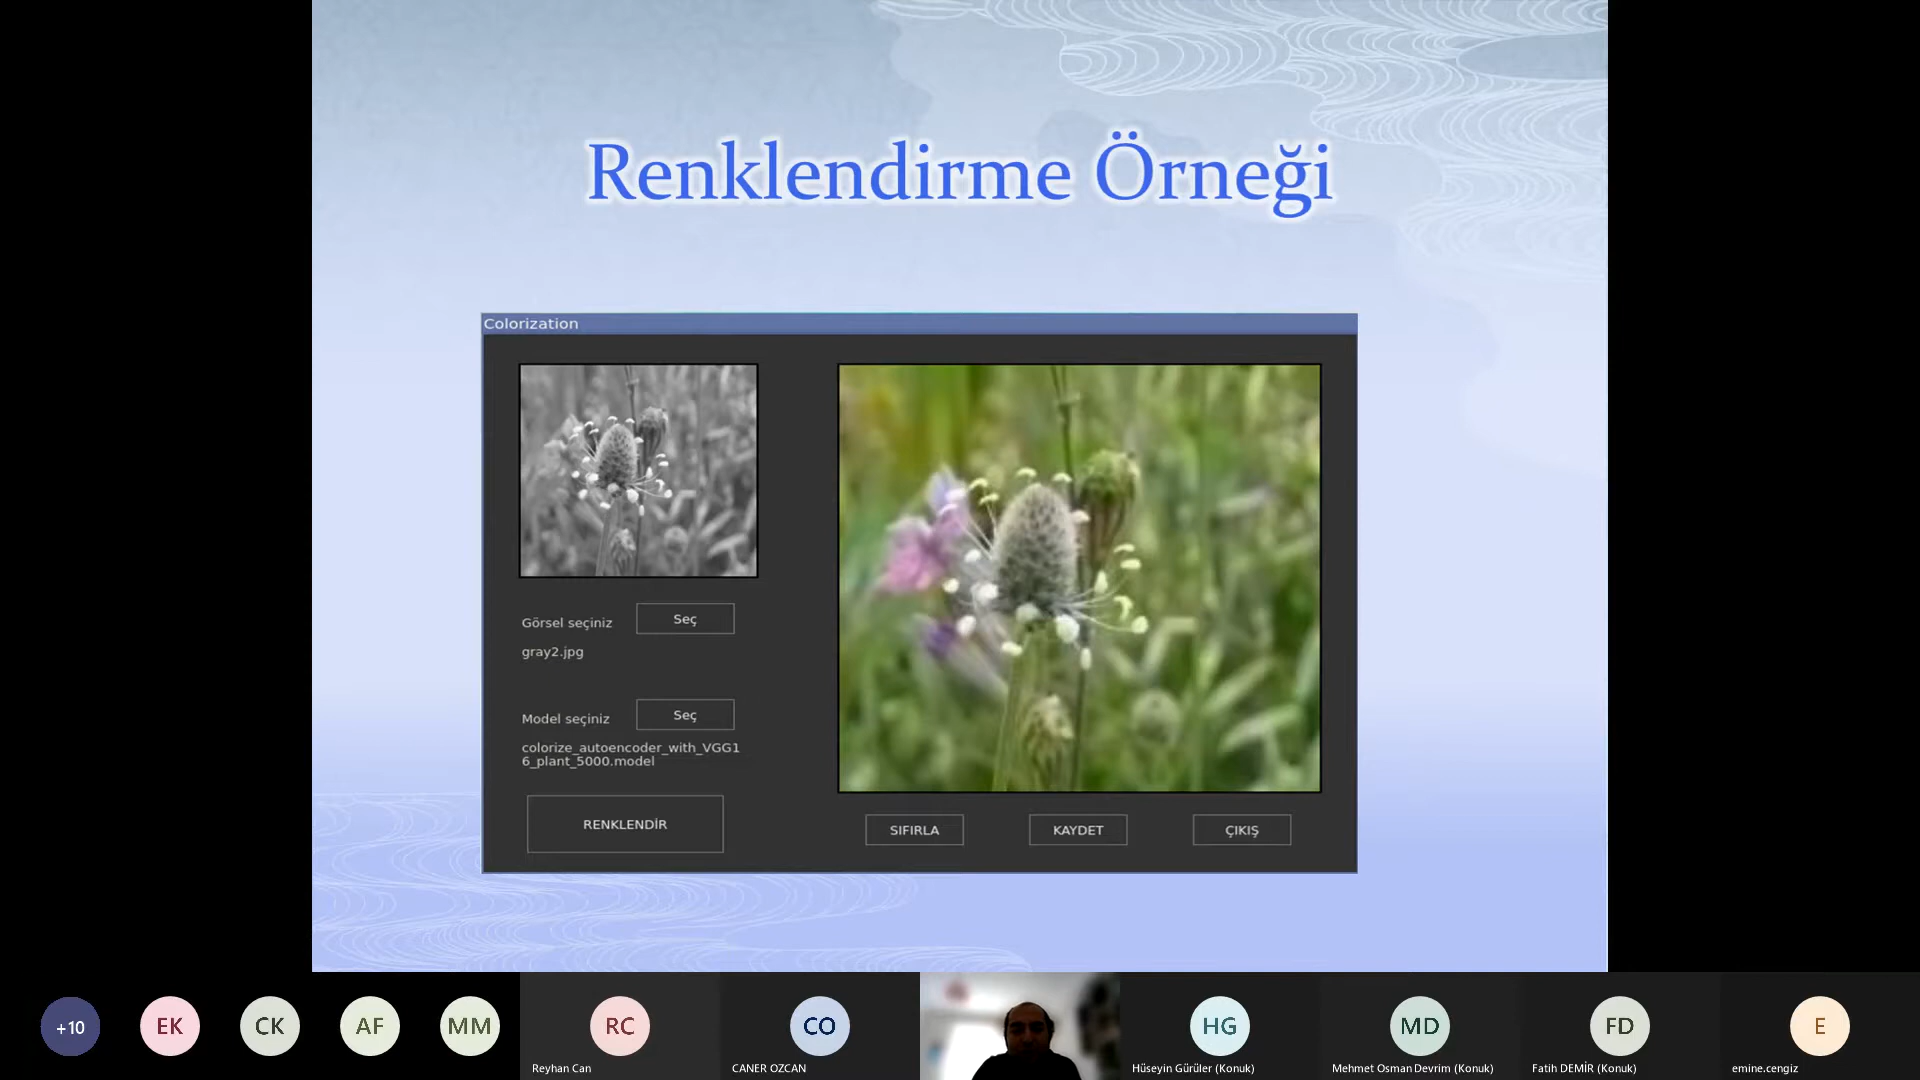 Renklendirme Örneği
Colorization
Görsel seçiniz
Seç
gray2.jpg
Model seçiniz
Seç
colorize_autoencoder_with_VGG1
6_plant_5000.model
RENKLENDİR
SIFIRLA
KAYDET
ÇIKIŞ
+10
EK
CK
AF
MM
RC
CO
HG
MD
FD
E
Reyhan Can
CANER OZCAN
Hüseyin Gürüler (Konuk)
Mehmet Osman Devrim (Konuk)
Fatih DEMİR (Konuk)
emine.cengiz